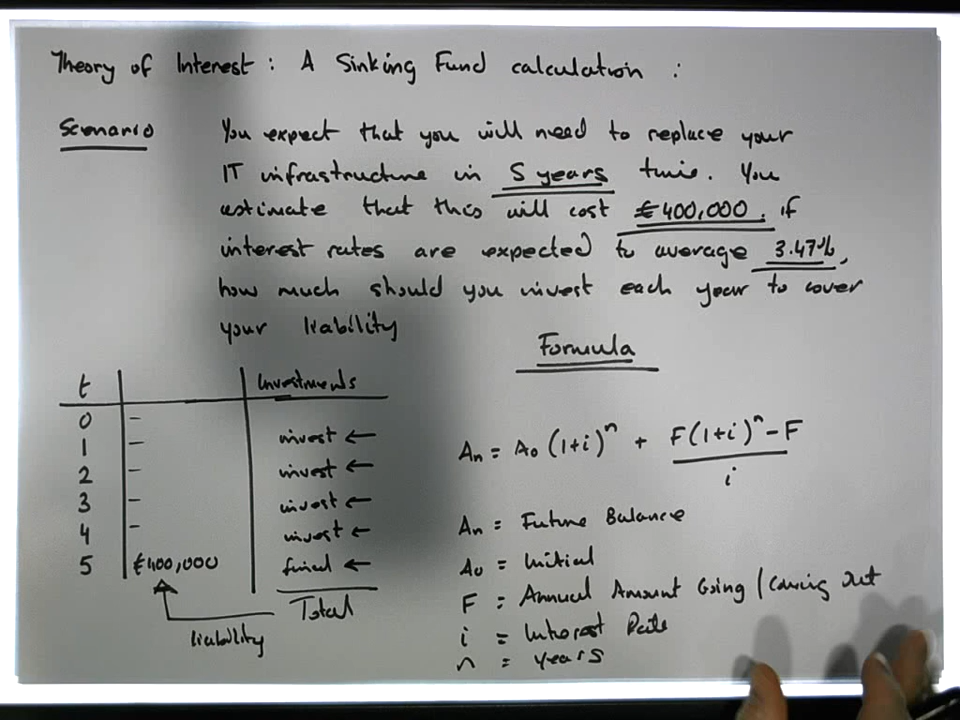 Theory of Interest : A Sinking Fund calculation :
Scenario You expect that you will need to replace your
IT infrastructure in 5 years time. You
estimate that this will cost €400,000. if
interest rates are expected to average 3.47%,
how much should you invest each year to cover
your liability
Formula
t Investments
0 -
1 - invest ←
2 - invest ←
3 - invest ←
4 - invest ←
5 €400,000 final ←
Total
liability
An = A0 (1+i)^n + F(1+i)^n - F / i
An = Future Balance
A0 = Initial
F = Annual Amount Going / Coming Out
i = Interest Rate
n = years